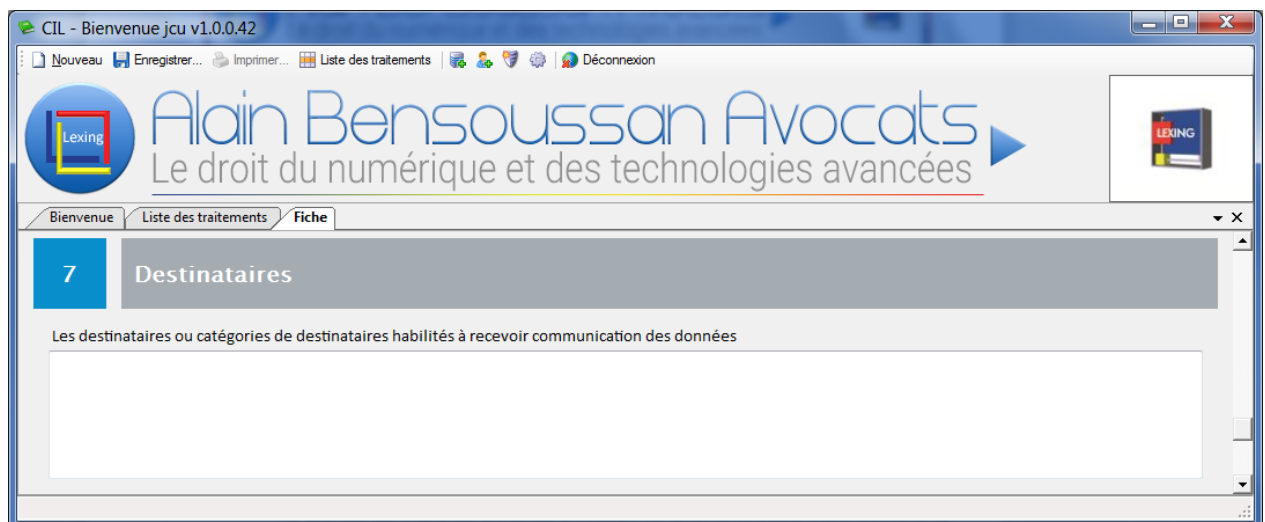 CIL - Bienvenue jcu v1.0.0.42
Nouveau Enregistrer... Imprimer... Liste des traitements Déconnexion
Lexing
Alain Bensoussan Avocats
Le droit du numérique et des technologies avancées
LEXING
Bienvenue Liste des traitements Fiche
7 Destinataires
Les destinataires ou catégories de destinataires habilités à recevoir communication des données